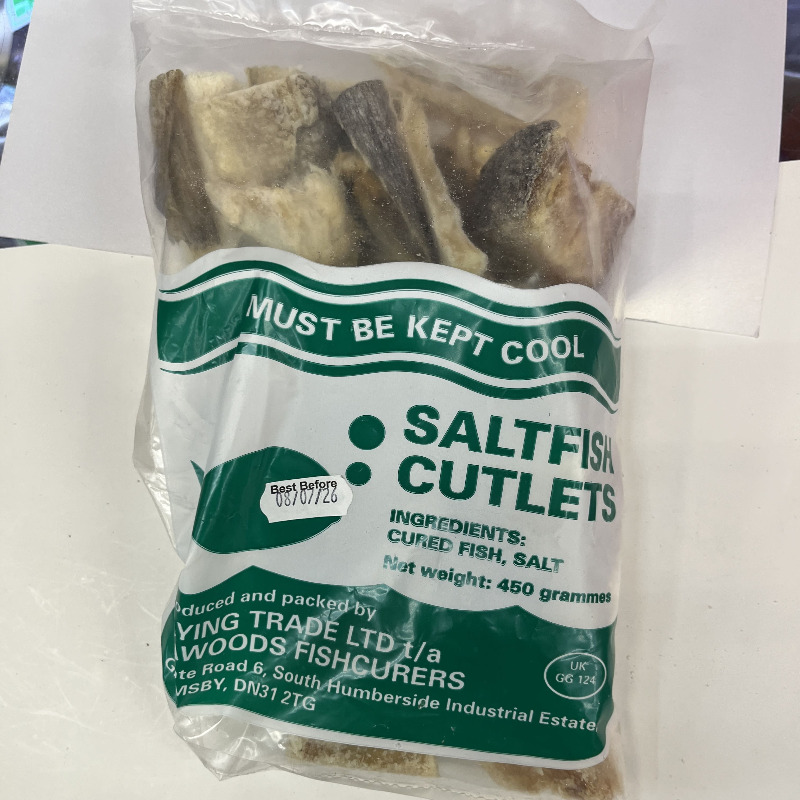 MUST BE KEPT COOL
SALTFISH
CUTLETS
Best Before
08/07/26
INGREDIENTS:
CURED FISH, SALT
Net weight: 450 grammes
duced and packed by
YING TRADE LTD t/a
WOODS FISHCURERS
Road 6, South Humberside Industrial Estate,
MSBY, DN31 2TG
UK
GG 124